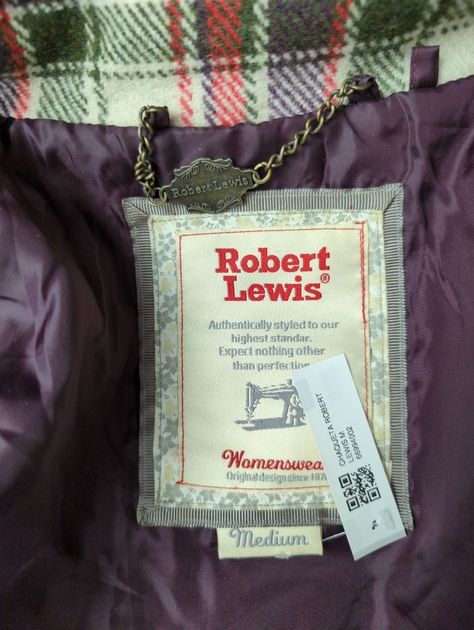 Robert Lewis
Robert
Lewis®
Authentically styled to our
highest standar.
Expect nothing other
than perfection
Womenswear
Original design since 197
Medium
CHAQUETA ROBERT
LEWIS M
66994002